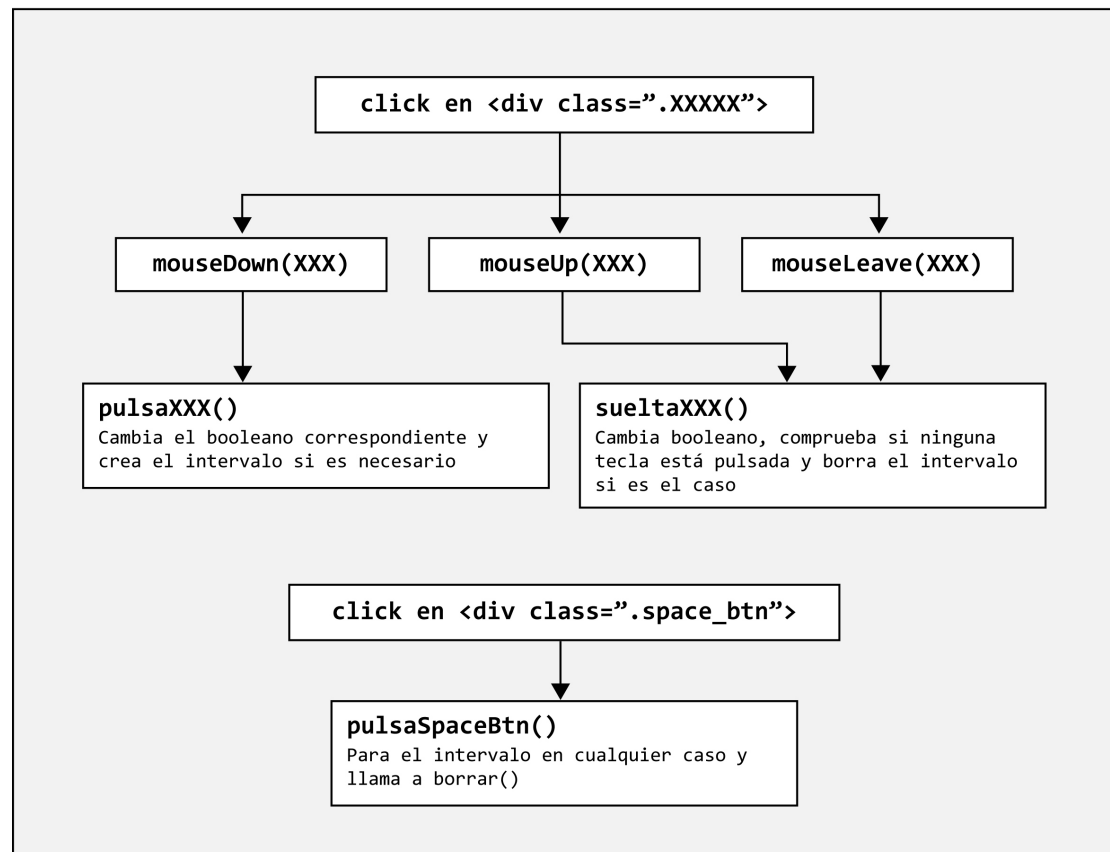 click en <div class=”.XXXXX”>
mouseDown(XXX)
mouseUp(XXX)
mouseLeave(XXX)
pulsaXXX()
Cambia el booleano correspondiente y
crea el intervalo si es necesario
sueltaXXX()
Cambia booleano, comprueba si ninguna
tecla está pulsada y borra el intervalo
si es el caso
click en <div class=”.space_btn”>
pulsaSpaceBtn()
Para el intervalo en cualquier caso y
llama a borrar()